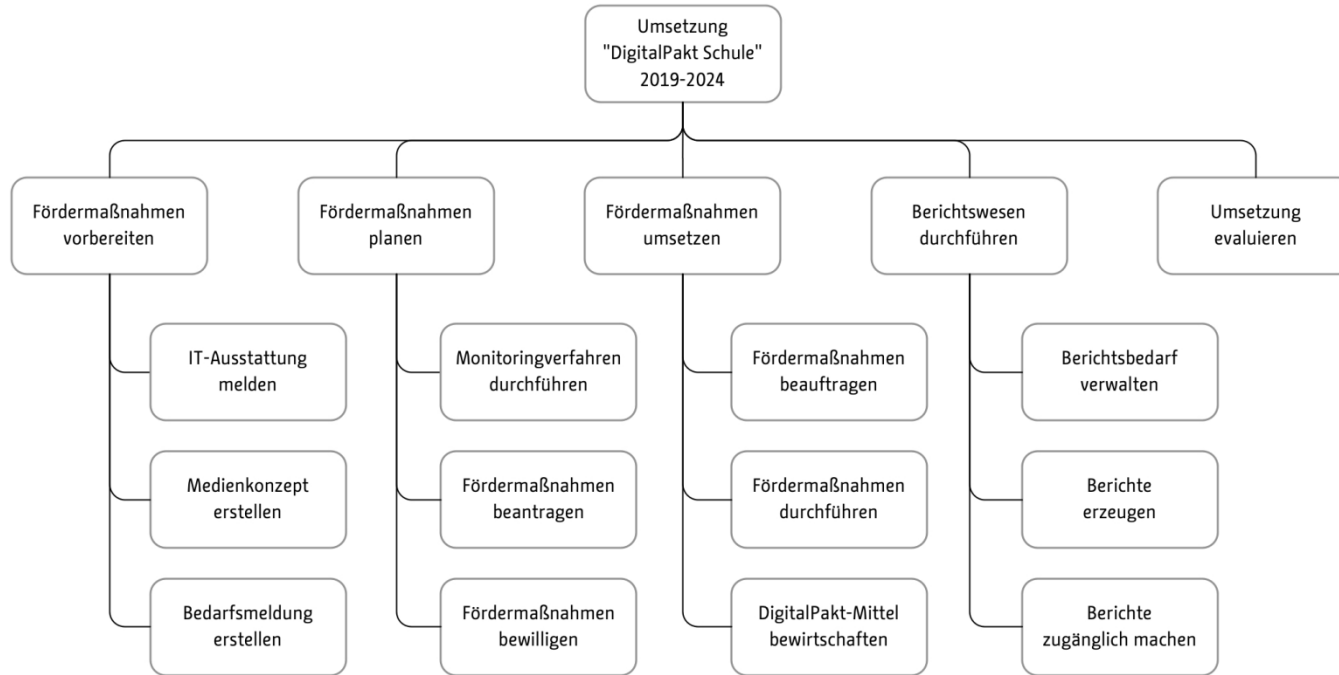 Umsetzung
"DigitalPakt Schule"
2019-2024
Fördermaßnahmen
vorbereiten
Fördermaßnahmen
planen
Fördermaßnahmen
umsetzen
Berichtswesen
durchführen
Umsetzung
evaluieren
IT-Ausstattung
melden
Monitoringverfahren
durchführen
Fördermaßnahmen
beauftragen
Berichtsbedarf
verwalten
Medienkonzept
erstellen
Fördermaßnahmen
beantragen
Fördermaßnahmen
durchführen
Berichte
erzeugen
Bedarfsmeldung
erstellen
Fördermaßnahmen
bewilligen
DigitalPakt-Mittel
bewirtschaften
Berichte
zugänglich machen